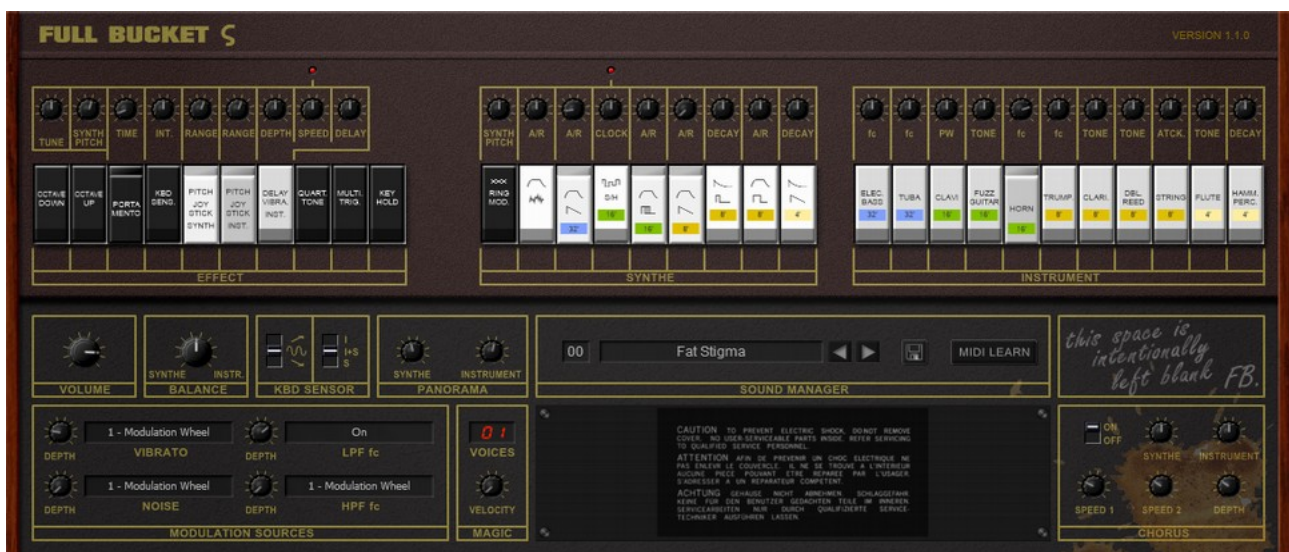 FULL BUCKET ς
VERSION 1.1.0
TUNE SYNTH PITCH TIME INT. RANGE RANGE DEPTH SPEED DELAY
SYNTH PITCH A/R A/R CLOCK A/R A/R DECAY A/R DECAY
fc fc PW TONE fc fc TONE TONE ATCK. TONE DECAY
OCTAVE DOWN
OCTAVE UP
PORTA MENTO
KBD SENS.
PITCH JOY STICK SYNTH
PITCH JOY STICK INST.
DELAY VIBRA. INST.
QUART. TONE
MULTI. TRIG.
KEY HOLD
RING MOD.
32'
S/H 16'
16'
8'
8'
8'
4'
ELEC. BASS 32'
TUBA 32'
CLAVI 16'
FUZZ GUITAR 16'
HORN 16'
TRUMP. 8'
CLARI. 8'
DBL. REED 8'
STRING 8'
FLUTE 4'
HAMM. PERC. 4'
EFFECT
SYNTHE
INSTRUMENT
SYNTHE INSTR.
I
I+S
S
SYNTHE INSTRUMENT
00 Fat Stigma MIDI LEARN
VOLUME BALANCE KBD SENSOR PANORAMA SOUND MANAGER
this space is
intentionally
left blank FB.
1 - Modulation Wheel On
DEPTH VIBRATO DEPTH LPF fc
1 - Modulation Wheel 1 - Modulation Wheel
DEPTH NOISE DEPTH HPF fc
MODULATION SOURCES
01
VOICES
VELOCITY
MAGIC
CAUTION TO PREVENT ELECTRIC SHOCK, DO NOT REMOVE
COVER. NO USER-SERVICEABLE PARTS INSIDE. REFER SERVICING
TO QUALIFIED SERVICE PERSONNEL.
ATTENTION AFIN DE PREVENIR UN CHOC ELECTRIQUE NE
PAS ENLEVR LE COUVERCLE. IL NE SE TROUVE A L'INTERIEUR
AUCUNE PIECE POUVANT ETRE REPAREE PAR L'USAGER.
S'ADRESSER A UN REPARATEUR COMPETENT.
ACHTUNG GEHAUSE NICHT ABNEHMEN. SCHLAGGEFAHR.
KEINE FUR DEN BENUTZER GEDACHTEN TEILE IM INNEREN.
SERVICEARBEITEN NUR DURCH QUALIFIZIERTE SERVICE-
TECHNIKER AUSFUHREN LASSEN.
ON
OFF
SYNTHE INSTRUMENT
SPEED 1 SPEED 2 DEPTH
CHORUS